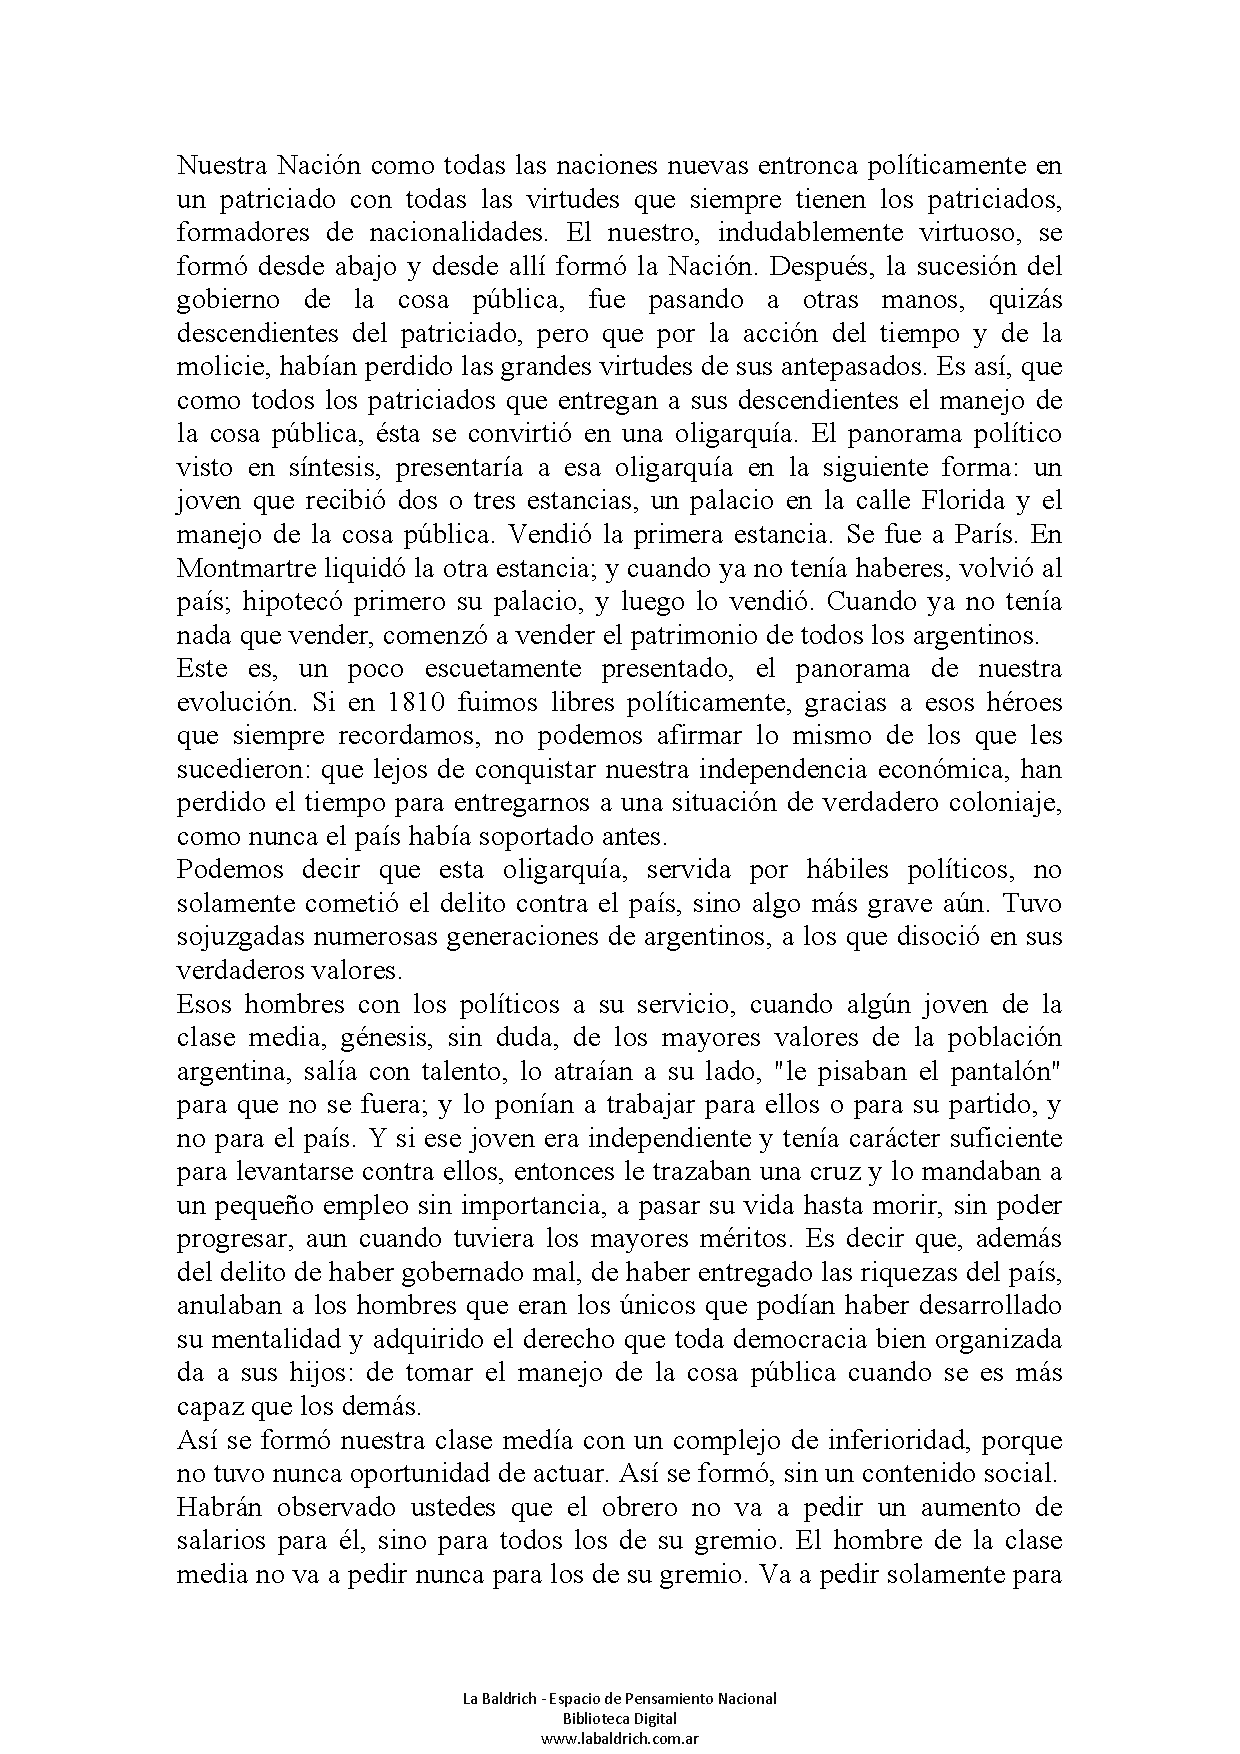 Nuestra Nación como todas las naciones nuevas entronca políticamente en
un patriciado con todas las virtudes que siempre tienen los patriciados,
formadores de nacionalidades. El nuestro, indudablemente virtuoso, se
formó desde abajo y desde allí formó la Nación. Después, la sucesión del
gobierno de la cosa pública, fue pasando a otras manos, quizás
descendientes del patriciado, pero que por la acción del tiempo y de la
molicie, habían perdido las grandes virtudes de sus antepasados. Es así, que
como todos los patriciados que entregan a sus descendientes el manejo de
la cosa pública, ésta se convirtió en una oligarquía. El panorama político
visto en síntesis, presentaría a esa oligarquía en la siguiente forma: un
joven que recibió dos o tres estancias, un palacio en la calle Florida y el
manejo de la cosa pública. Vendió la primera estancia. Se fue a París. En
Montmartre liquidó la otra estancia; y cuando ya no tenía haberes, volvió al
país; hipotecó primero su palacio, y luego lo vendió. Cuando ya no tenía
nada que vender, comenzó a vender el patrimonio de todos los argentinos.
Este es, un poco escuetamente presentado, el panorama de nuestra
evolución. Si en 1810 fuimos libres políticamente, gracias a esos héroes
que siempre recordamos, no podemos afirmar lo mismo de los que les
sucedieron: que lejos de conquistar nuestra independencia económica, han
perdido el tiempo para entregarnos a una situación de verdadero coloniaje,
como nunca el país había soportado antes.
Podemos decir que esta oligarquía, servida por hábiles políticos, no
solamente cometió el delito contra el país, sino algo más grave aún. Tuvo
sojuzgadas numerosas generaciones de argentinos, a los que disoció en sus
verdaderos valores.
Esos hombres con los políticos a su servicio, cuando algún joven de la
clase media, génesis, sin duda, de los mayores valores de la población
argentina, salía con talento, lo atraían a su lado, "le pisaban el pantalón"
para que no se fuera; y lo ponían a trabajar para ellos o para su partido, y
no para el país. Y si ese joven era independiente y tenía carácter suficiente
para levantarse contra ellos, entonces le trazaban una cruz y lo mandaban a
un pequeño empleo sin importancia, a pasar su vida hasta morir, sin poder
progresar, aun cuando tuviera los mayores méritos. Es decir que, además
del delito de haber gobernado mal, de haber entregado las riquezas del país,
anulaban a los hombres que eran los únicos que podían haber desarrollado
su mentalidad y adquirido el derecho que toda democracia bien organizada
da a sus hijos: de tomar el manejo de la cosa pública cuando se es más
capaz que los demás.
Así se formó nuestra clase medía con un complejo de inferioridad, porque
no tuvo nunca oportunidad de actuar. Así se formó, sin un contenido social.
Habrán observado ustedes que el obrero no va a pedir un aumento de
salarios para él, sino para todos los de su gremio. El hombre de la clase
media no va a pedir nunca para los de su gremio. Va a pedir solamente para
La Baldrich - Espacio de Pensamiento Nacional
Biblioteca Digital
www.labaldrich.com.ar